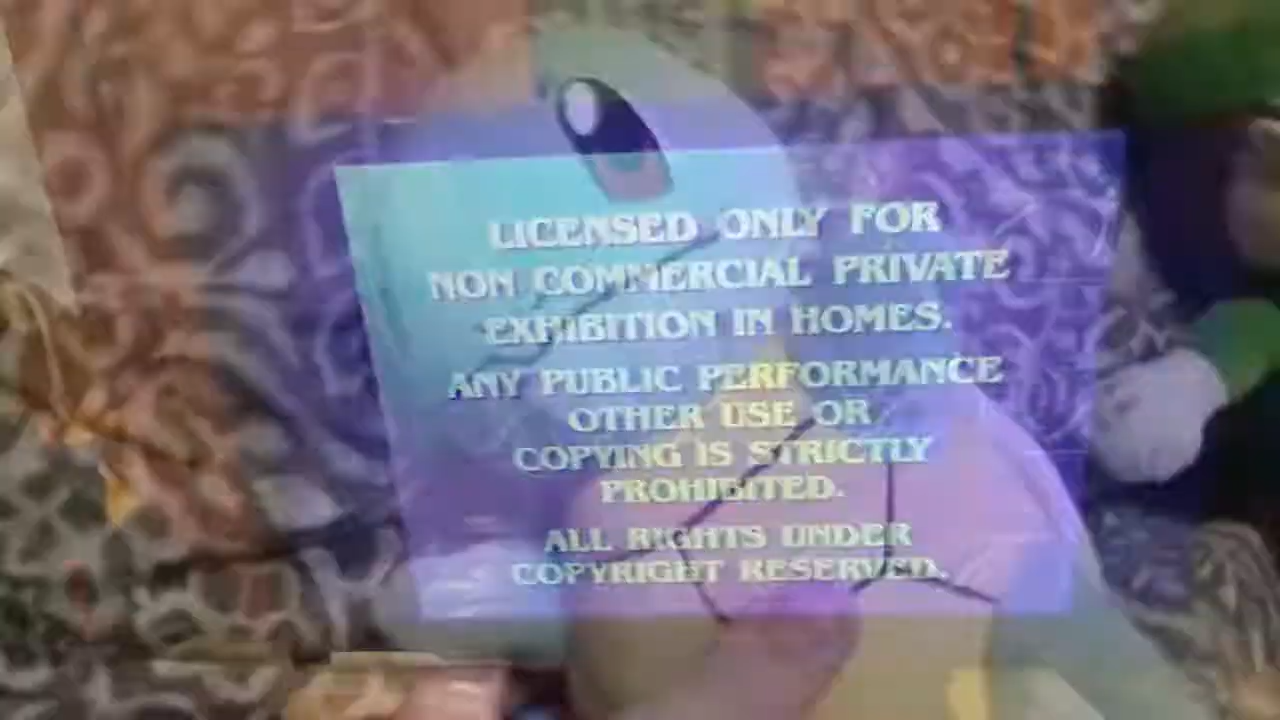 LICENSED ONLY FOR
NON COMMERCIAL PRIVATE
EXHIBITION IN HOMES.
ANY PUBLIC PERFORMANCE
OTHER USE OR
COPYING IS STRICTLY
PROHIBITED.
ALL RIGHTS UNDER
COPYRIGHT RESERVED.